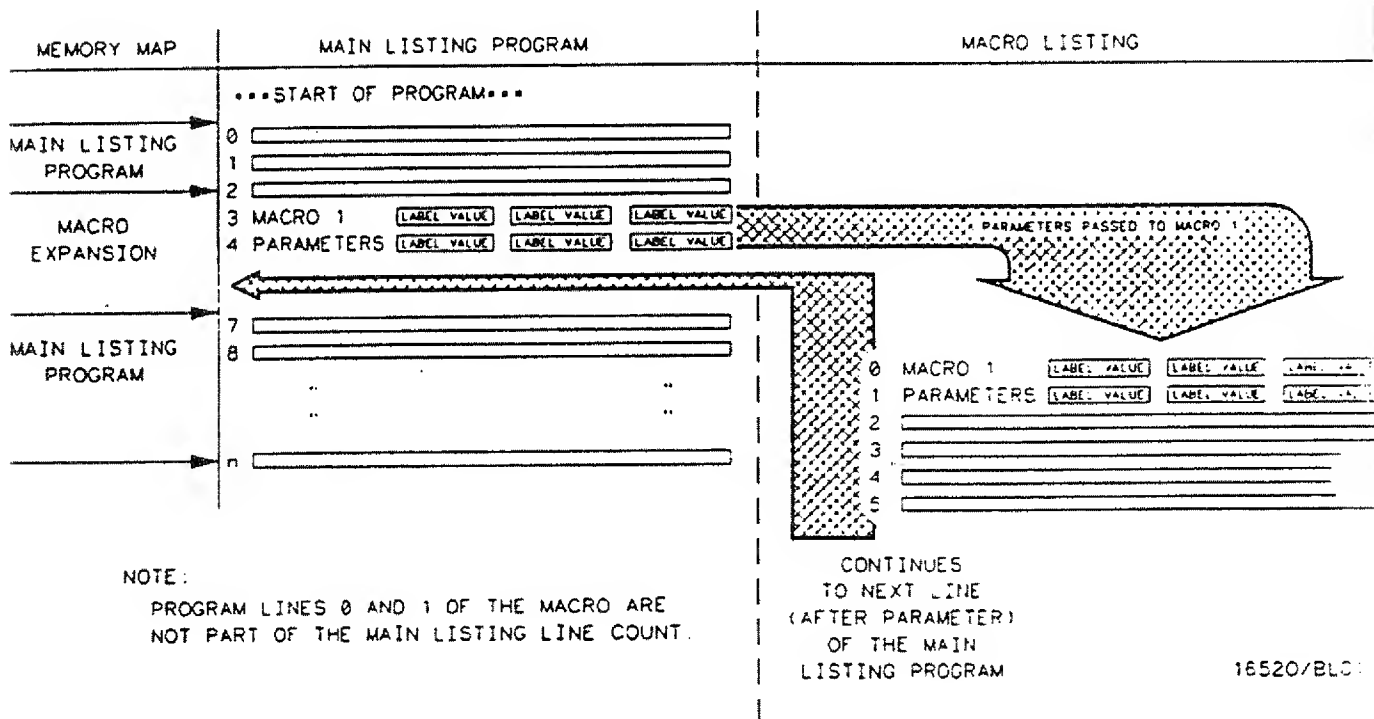 MEMORY MAP
MAIN LISTING PROGRAM
MACRO LISTING
•••START OF PROGRAM•••
MAIN LISTING
PROGRAM
MACRO
EXPANSION
MAIN LISTING
PROGRAM
0
1
2
3 MACRO 1 LABEL VALUE LABEL VALUE LABEL VALUE
4 PARAMETERS LABEL VALUE LABEL VALUE LABEL VALUE
7
8
n
PARAMETERS PASSED TO MACRO 1
0 MACRO 1 LABEL VALUE LABEL VALUE
1 PARAMETERS LABEL VALUE LABEL VALUE
2
3
4
5
CONTINUES
TO NEXT LINE
(AFTER PARAMETER)
OF THE MAIN
LISTING PROGRAM
NOTE:
PROGRAM LINES 0 AND 1 OF THE MACRO ARE
NOT PART OF THE MAIN LISTING LINE COUNT.